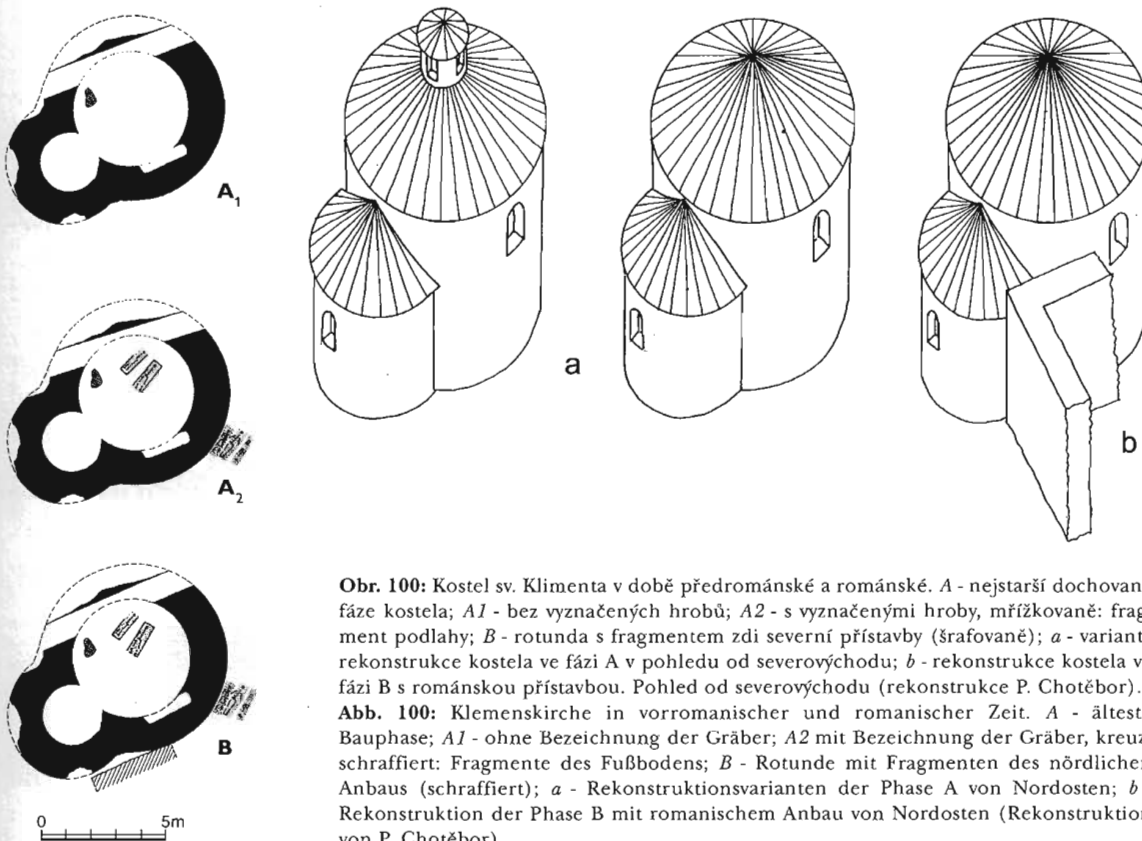 A1
A2
B
0 5m
a
b
Obr. 100: Kostel sv. Klimenta v době předrománské a románské. A - nejstarší dochovan
fáze kostela; A1 - bez vyznačených hrobů; A2 - s vyznačenými hroby, mřížkovaně: frag
ment podlahy; B - rotunda s fragmentem zdi severní přístavby (šrafovaně); a - variant
rekonstrukce kostela ve fázi A v pohledu od severovýchodu; b - rekonstrukce kostela v
fázi B s románskou přístavbou. Pohled od severovýchodu (rekonstrukce P. Chotěbor).
Abb. 100: Klemenskirche in vorromanischer und romanischer Zeit. A - ältest
Bauphase; A1 - ohne Bezeichnung der Gräber; A2 mit Bezeichnung der Gräber, kreuz
schraffiert: Fragmente des Fußbodens; B - Rotunde mit Fragmenten des nördlicher
Anbaus (schraffiert); a - Rekonstruktionsvarianten der Phase A von Nordosten; b
Rekonstruktion der Phase B mit romanischem Anbau von Nordosten (Rekonstruktion
von P. Chotěbor)